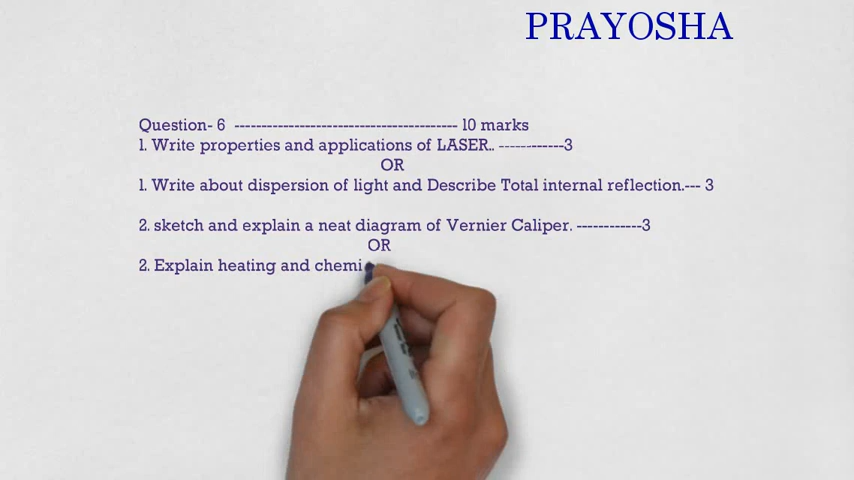 PRAYOSHA
Question- 6 ------------------------------------------ 10 marks
1. Write properties and applications of LASER.. ------------3
OR
1. Write about dispersion of light and Describe Total internal reflection.--- 3
2. sketch and explain a neat diagram of Vernier Caliper. ------------3
OR
2. Explain heating and chemi